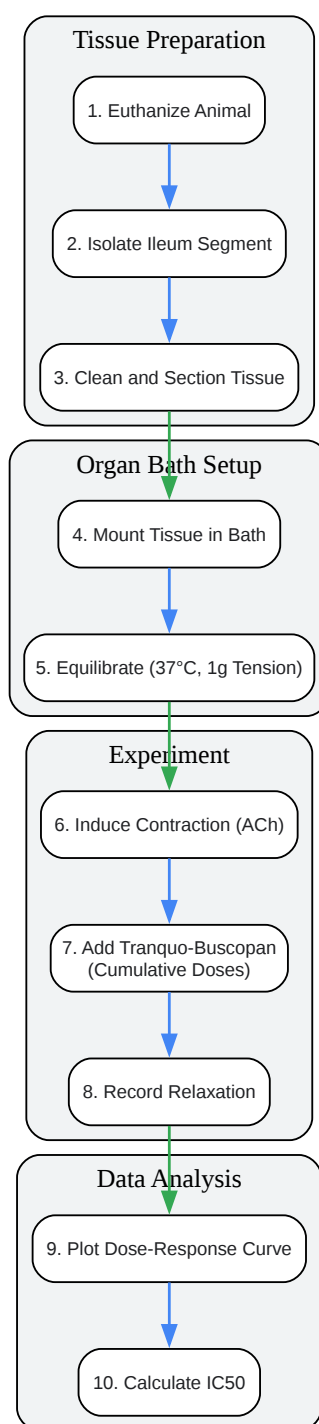 Tissue Preparation
1. Euthanize Animal
2. Isolate Ileum Segment
3. Clean and Section Tissue
Organ Bath Setup
4. Mount Tissue in Bath
5. Equilibrate (37°C, 1g Tension)
Experiment
6. Induce Contraction (ACh)
7. Add Tranquo-Buscopan
(Cumulative Doses)
8. Record Relaxation
Data Analysis
9. Plot Dose-Response Curve
10. Calculate IC50